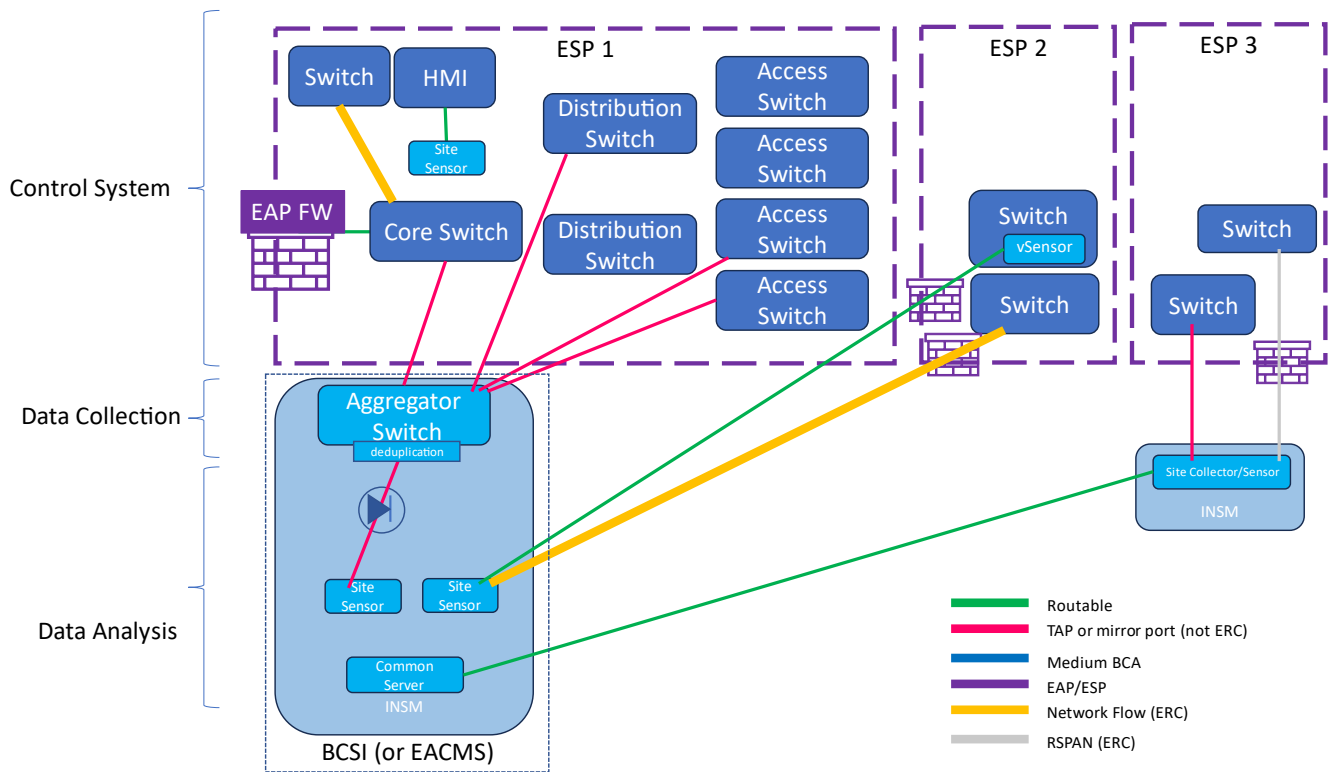 ESP 1
ESP 2
ESP 3
Switch
HMI
Site
Sensor
Distribution
Switch
Access
Switch
Access
Switch
Control System
EAP FW
Core Switch
Distribution
Switch
Access
Switch
Access
Switch
Switch
vSensor
Switch
Switch
Switch
Data Collection
Aggregator
Switch
deduplication
Site Collector/Sensor
INSM
Data Analysis
Site
Sensor
Site
Sensor
Common
Server
INSM
BCSI (or EACMS)
Routable
TAP or mirror port (not ERC)
Medium BCA
EAP/ESP
Network Flow (ERC)
RSPAN (ERC)